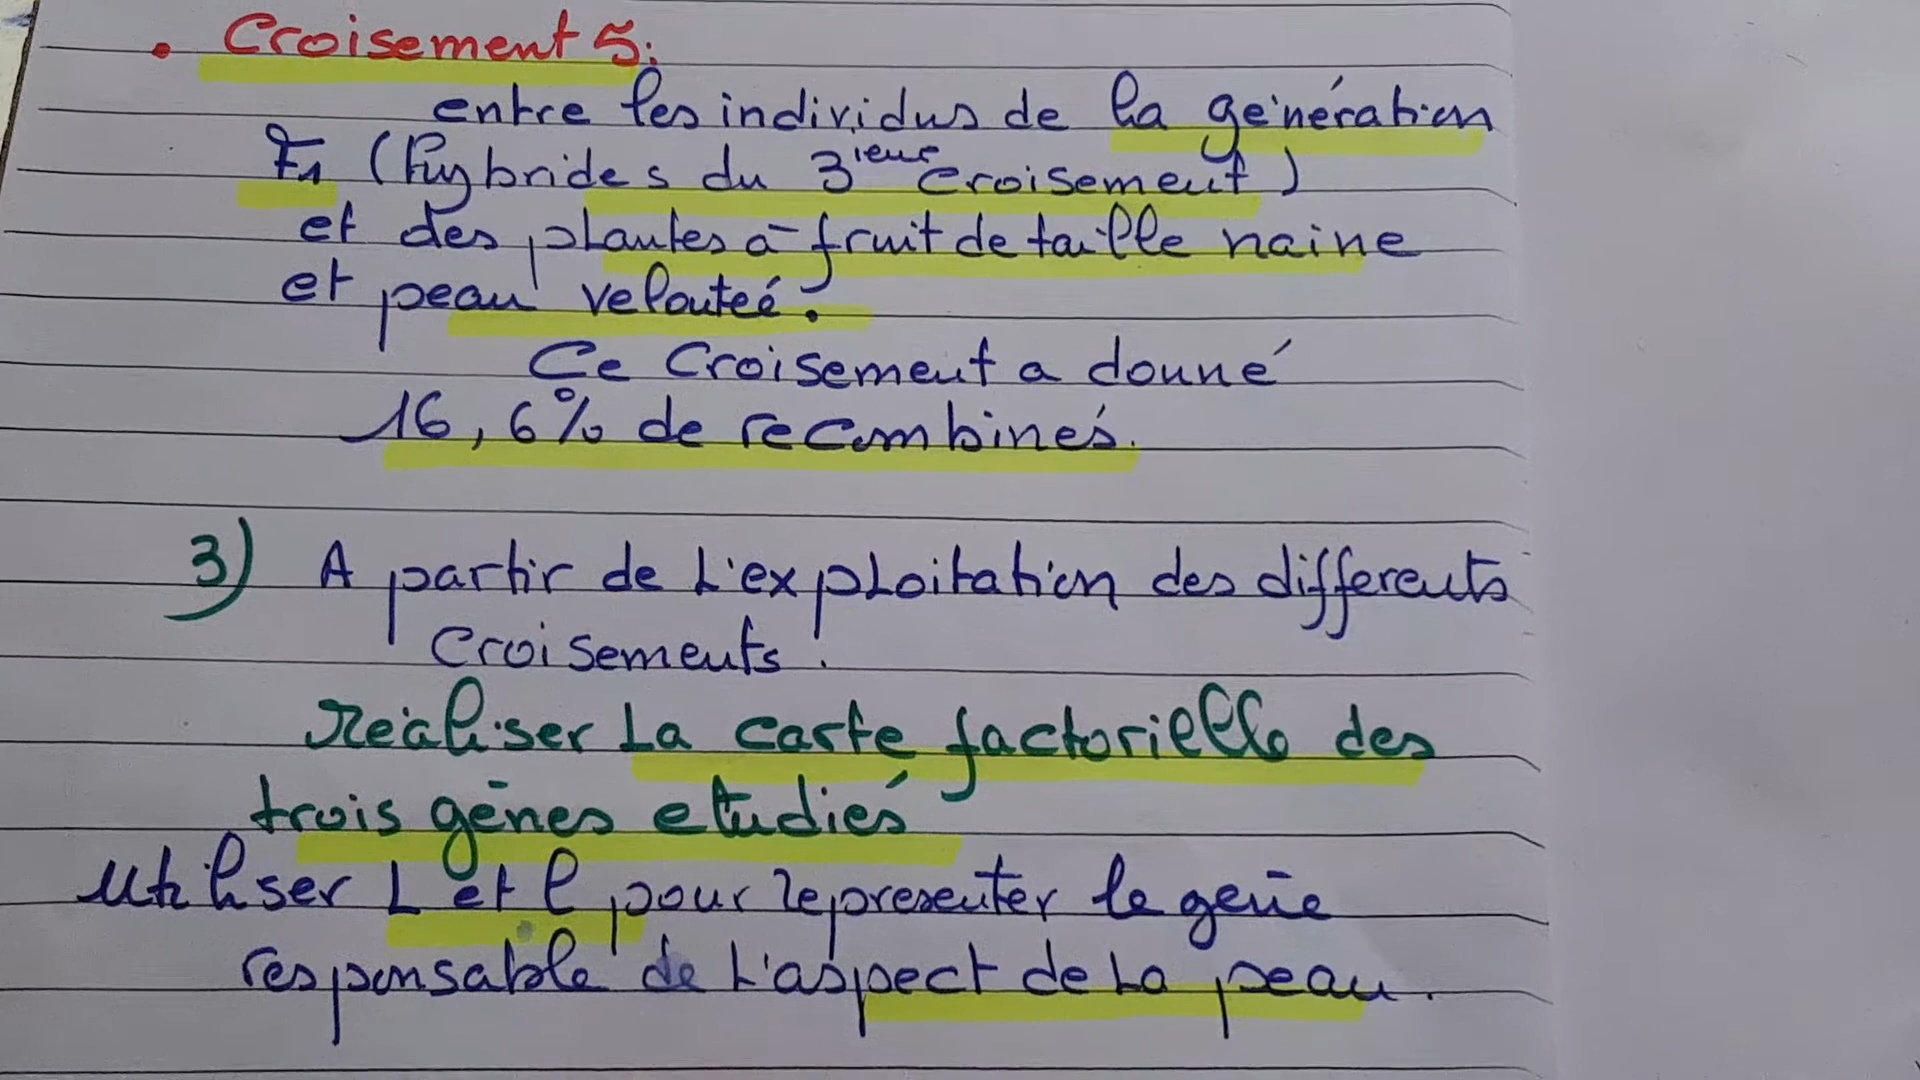 • Croisement 5:
entre les individus de la génération
F1 (Hybrides du 3ieme croisement)
et des plantes à fruit de taille naine
et peau velouteé.
Ce croisement a donné
16,6% de recombinés.
3) A partir de L'exploitation des differents
croisements.
Réaliser La carte factorielle des
trois gènes etudiés
Utiliser L et l pour representer le gène
responsable de L'aspect de La peau.